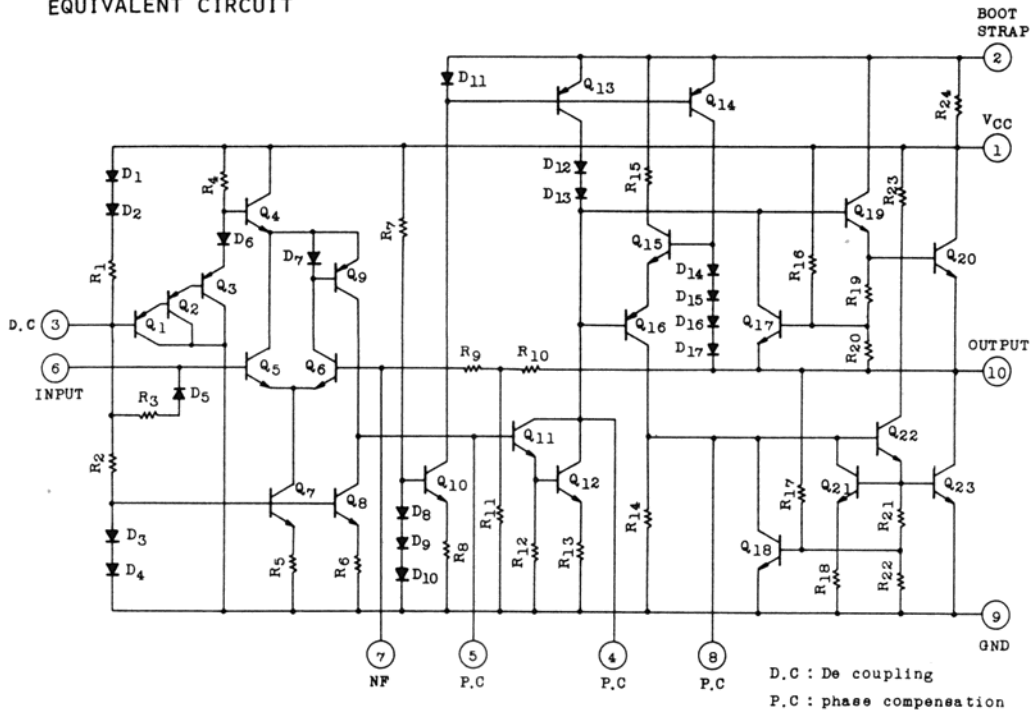 EQUIVALENT CIRCUIT
BOOT
STRAP
2
D11
Q13
Q14
R24
VCC
1
D1
D2
R4
Q4
D12
D13
R15
R23
Q19
R7
D6
D7
Q9
Q15
D14
D15
D16
D17
R16
Q20
R1
Q3
Q2
Q1
R19
D.C
3
Q16
Q17
R20
OUTPUT
10
6
INPUT
Q5
Q6
R9
R10
R3
D5
Q11
Q22
R2
Q7
Q8
Q10
Q12
R17
Q21
R21
Q23
D3
D4
D8
D9
D10
R11
R14
Q18
R5
R6
R8
R12
R13
R18
R22
9
GND
7
NF
5
P.C
4
P.C
8
P.C
D.C : De coupling
P.C : phase compensation